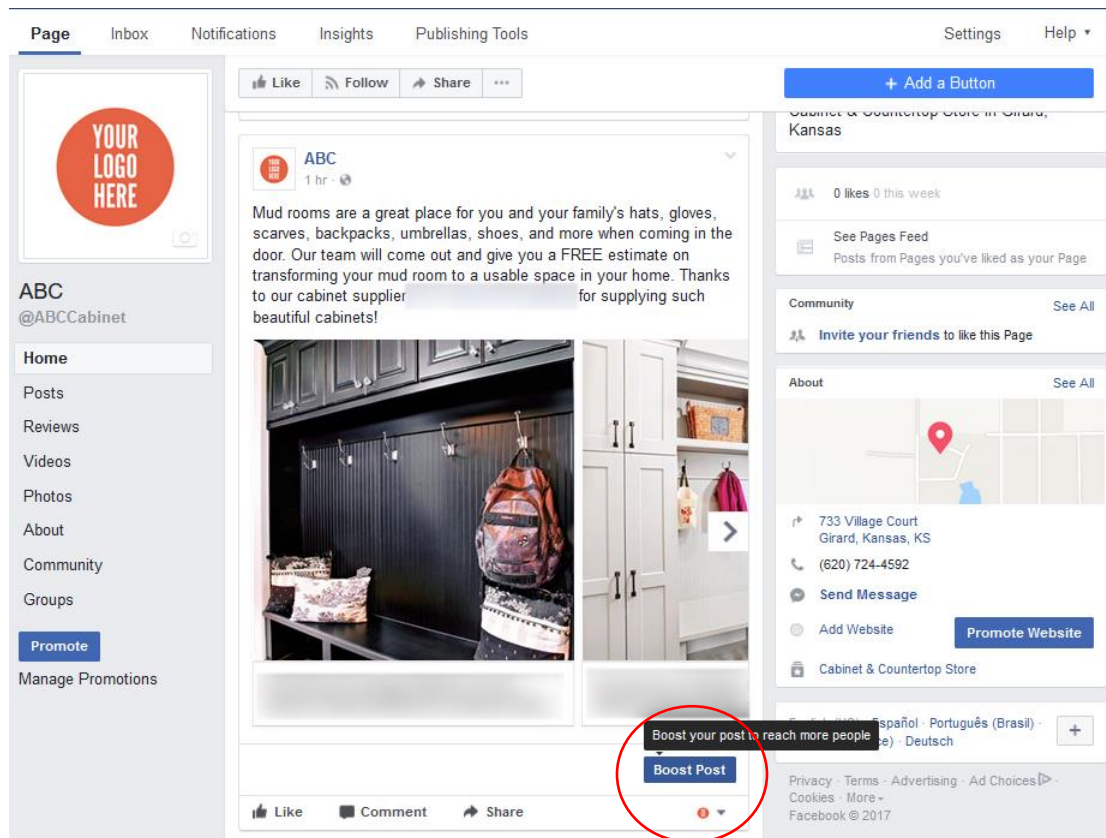 Page Inbox Notifications Insights Publishing Tools Settings Help
YOUR
LOGO
HERE
ABC
@ABCCabinet
Home
Posts
Reviews
Videos
Photos
About
Community
Groups
Promote
Manage Promotions
Like Follow Share ...
+ Add a Button
YOUR
LOGO
HERE
ABC
1 hr ·
Mud rooms are a great place for you and your family's hats, gloves,
scarves, backpacks, umbrellas, shoes, and more when coming in the
door. Our team will come out and give you a FREE estimate on
transforming your mud room to a usable space in your home. Thanks
to our cabinet supplier for supplying such
beautiful cabinets!
Boost your post to reach more people
Boost Post
Like Comment Share
Cabinet & Countertop Store in Girard,
Kansas
0 likes 0 this week
See Pages Feed
Posts from Pages you've liked as your Page
Community See All
Invite your friends to like this Page
About See All
733 Village Court
Girard, Kansas, KS
(620) 724-4592
Send Message
Add Website Promote Website
Cabinet & Countertop Store
Español · Português (Brasil) ·
Deutsch
+
Privacy · Terms · Advertising · Ad Choices ·
Cookies · More
Facebook © 2017